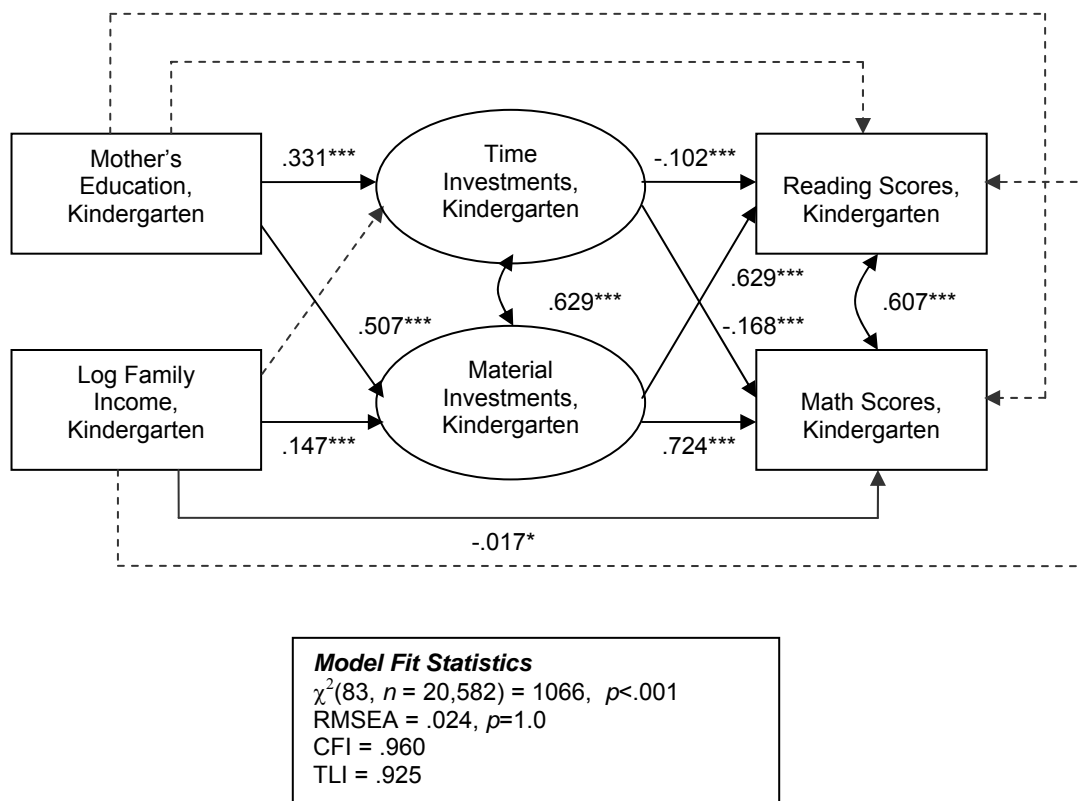 Mother's
Education,
Kindergarten
.331***
Time
Investments,
Kindergarten
-.102***
Reading Scores,
Kindergarten
.507***
.629***
.629***
-.168***
.607***
Log Family
Income,
Kindergarten
.147***
Material
Investments,
Kindergarten
.724***
Math Scores,
Kindergarten
-.017*
Model Fit Statistics
χ²(83, n = 20,582) = 1066, p<.001
RMSEA = .024, p=1.0
CFI = .960
TLI = .925